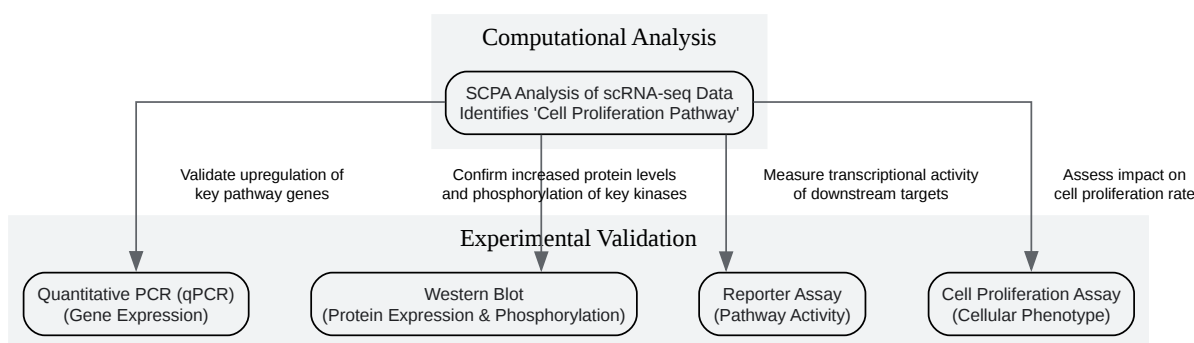 Computational Analysis
SCPA Analysis of scRNA-seq Data
Identifies 'Cell Proliferation Pathway'
Validate upregulation of
key pathway genes
Confirm increased protein levels
and phosphorylation of key kinases
Measure transcriptional activity
of downstream targets
Assess impact on
cell proliferation rate
Experimental Validation
Quantitative PCR (qPCR)
(Gene Expression)
Western Blot
(Protein Expression & Phosphorylation)
Reporter Assay
(Pathway Activity)
Cell Proliferation Assay
(Cellular Phenotype)